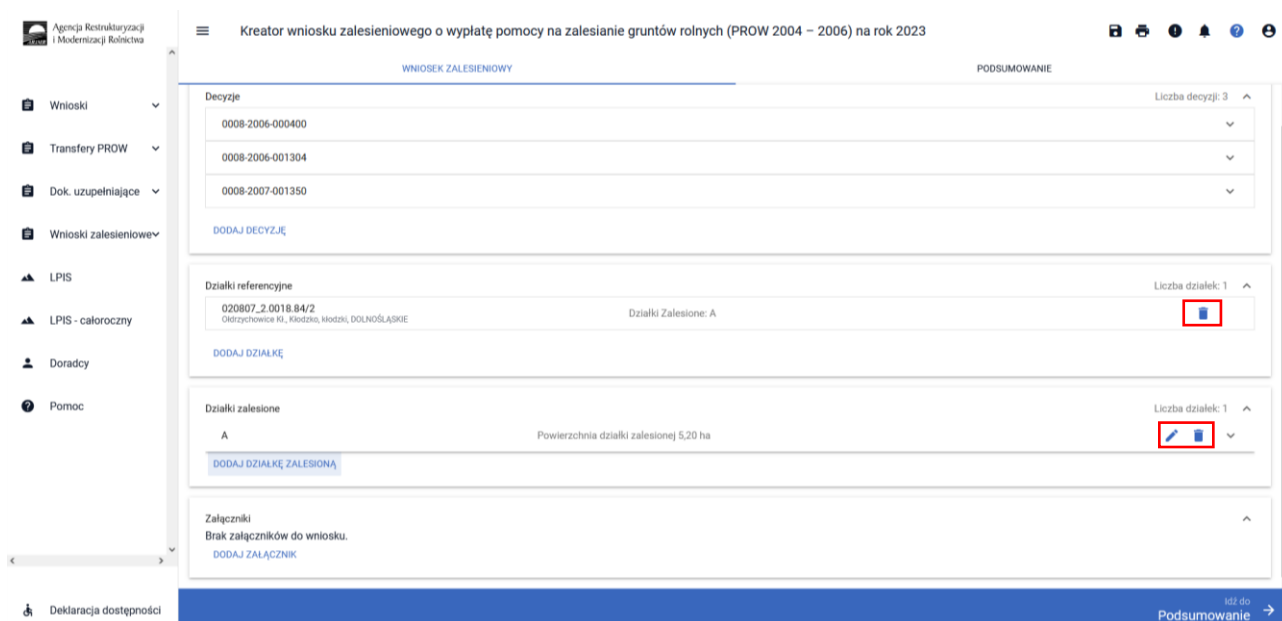 Agencja Restrukturyzacji
i Modernizacji Rolnictwa
Kreator wniosku zalesieniowego o wypłatę pomocy na zalesianie gruntów rolnych (PROW 2004 – 2006) na rok 2023
WNIOSEK ZALESIENIOWY
PODSUMOWANIE
Wnioski
Transfery PROW
Dok. uzupełniające
Wnioski zalesieniowe
LPIS
LPIS - całoroczny
Doradcy
Pomoc
Deklaracja dostępności
Decyzje
Liczba decyzji: 3
0008-2006-000400
0008-2006-001304
0008-2007-001350
DODAJ DECYZJĘ
Działki referencyjne
Liczba działek: 1
020807_2.0018.84/2
Ołdrzychowice Kł., Kłodzko, kłodzki, DOLNOŚLĄSKIE
Działki Zalesione: A
DODAJ DZIAŁKĘ
Działki zalesione
Liczba działek: 1
A
Powierzchnia działki zalesionej 5,20 ha
DODAJ DZIAŁKĘ ZALESIONĄ
Załączniki
Brak załączników do wniosku.
DODAJ ZAŁĄCZNIK
Idź do
Podsumowanie